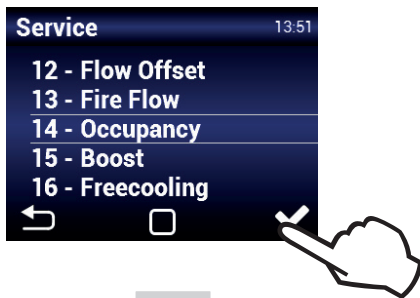 Service 13:51
12 - Flow Offset
13 - Fire Flow
14 - Occupancy
15 - Boost
16 - Freecooling